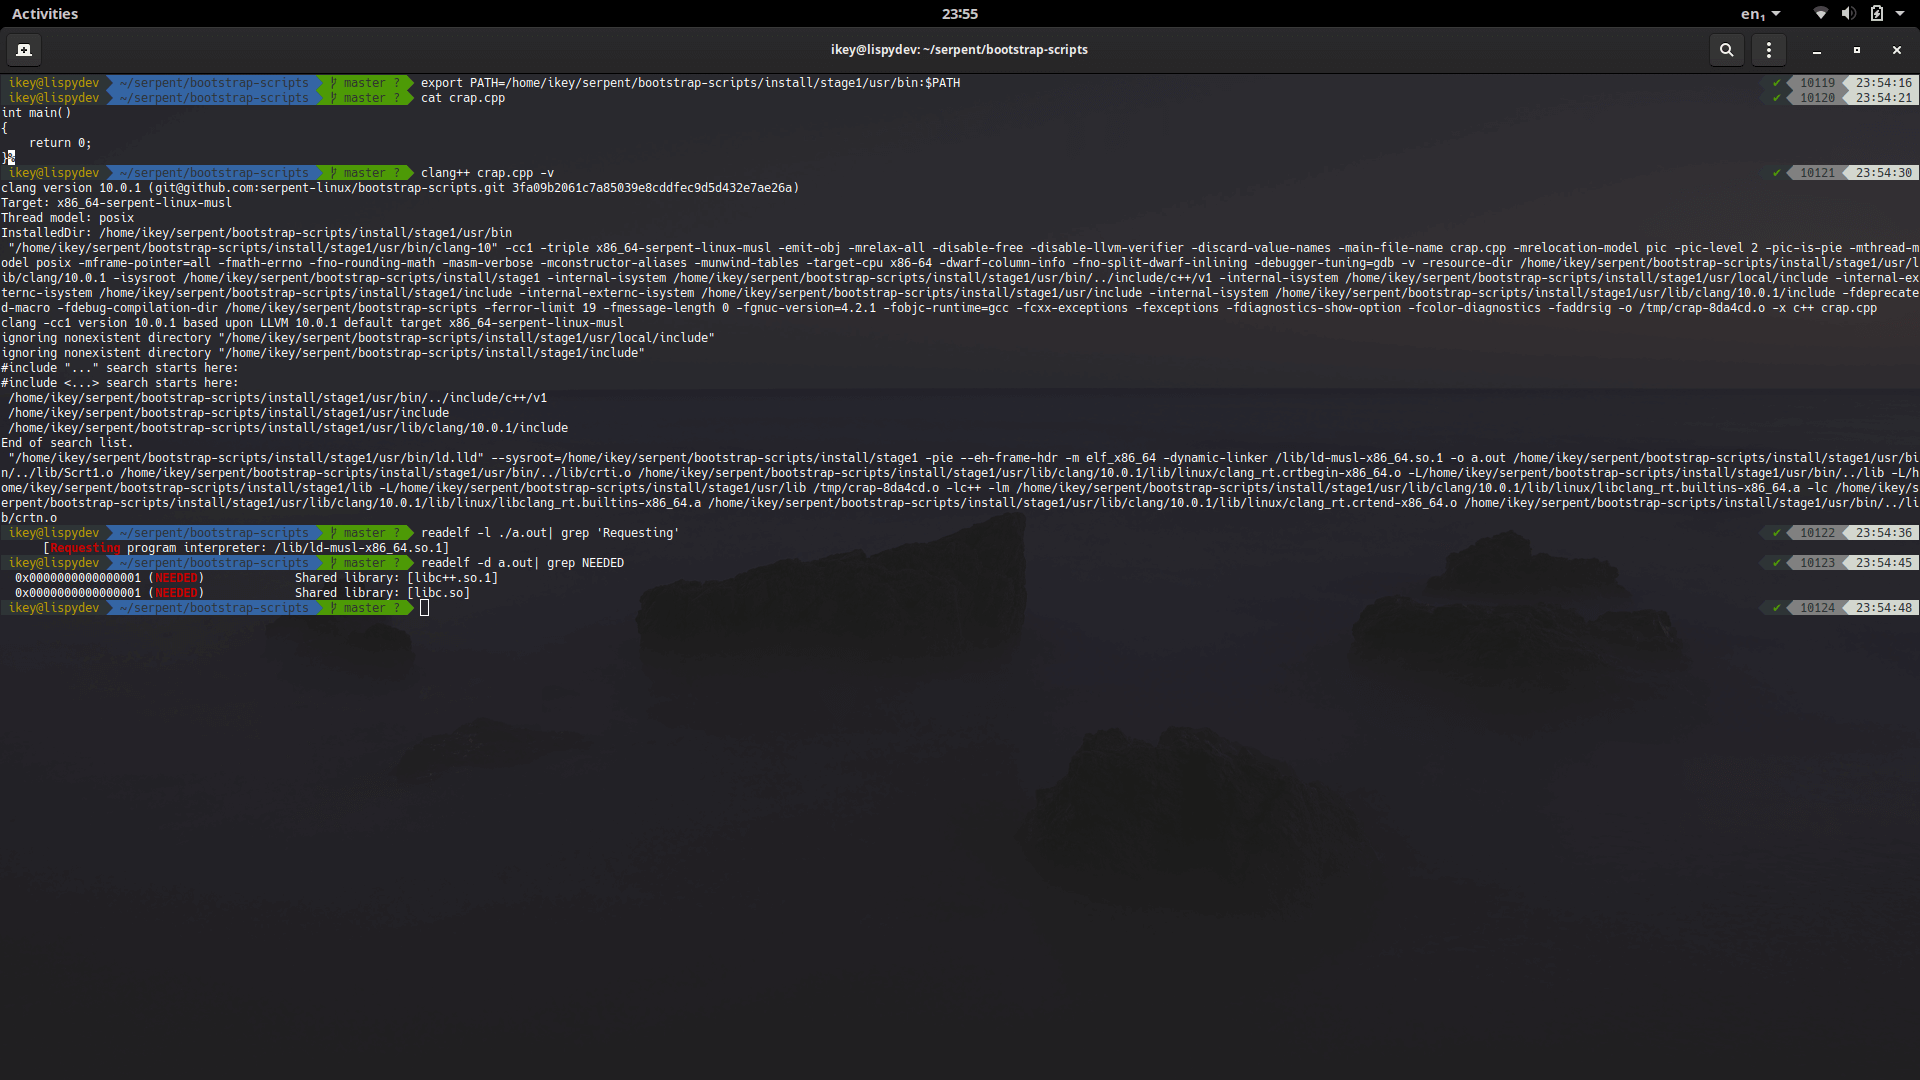 Activities
23:55
en₁
ikey@lispydev: ~/serpent/bootstrap-scripts
ikey@lispydev ~/serpent/bootstrap-scripts master ? export PATH=/home/ikey/serpent/bootstrap-scripts/install/stage1/usr/bin:$PATH ✔ 10119 23:54:16
ikey@lispydev ~/serpent/bootstrap-scripts master ? cat crap.cpp ✔ 10120 23:54:21
int main()
{
    return 0;
}%
ikey@lispydev ~/serpent/bootstrap-scripts master ? clang++ crap.cpp -v ✔ 10121 23:54:30
clang version 10.0.1 (git@github.com:serpent-linux/bootstrap-scripts.git 3fa09b2061c7a85039e8cddfec9d5d432e7ae26a)
Target: x86_64-serpent-linux-musl
Thread model: posix
InstalledDir: /home/ikey/serpent/bootstrap-scripts/install/stage1/usr/bin
 "/home/ikey/serpent/bootstrap-scripts/install/stage1/usr/bin/clang-10" -cc1 -triple x86_64-serpent-linux-musl -emit-obj -mrelax-all -disable-free -disable-llvm-verifier -discard-value-names -main-file-name crap.cpp -mrelocation-model pic -pic-level 2 -pic-is-pie -mthread-m
odel posix -mframe-pointer=all -fmath-errno -fno-rounding-math -masm-verbose -mconstructor-aliases -munwind-tables -target-cpu x86-64 -dwarf-column-info -fno-split-dwarf-inlining -debugger-tuning=gdb -v -resource-dir /home/ikey/serpent/bootstrap-scripts/install/stage1/usr/l
ib/clang/10.0.1 -isysroot /home/ikey/serpent/bootstrap-scripts/install/stage1 -internal-isystem /home/ikey/serpent/bootstrap-scripts/install/stage1/usr/bin/../include/c++/v1 -internal-isystem /home/ikey/serpent/bootstrap-scripts/install/stage1/usr/local/include -internal-ex
ternc-isystem /home/ikey/serpent/bootstrap-scripts/install/stage1/include -internal-externc-isystem /home/ikey/serpent/bootstrap-scripts/install/stage1/usr/include -internal-isystem /home/ikey/serpent/bootstrap-scripts/install/stage1/usr/lib/clang/10.0.1/include -fdeprecate
d-macro -fdebug-compilation-dir /home/ikey/serpent/bootstrap-scripts -ferror-limit 19 -fmessage-length 0 -fgnuc-version=4.2.1 -fobjc-runtime=gcc -fcxx-exceptions -fexceptions -fdiagnostics-show-option -fcolor-diagnostics -faddrsig -o /tmp/crap-8da4cd.o -x c++ crap.cpp
clang -cc1 version 10.0.1 based upon LLVM 10.0.1 default target x86_64-serpent-linux-musl
ignoring nonexistent directory "/home/ikey/serpent/bootstrap-scripts/install/stage1/usr/local/include"
ignoring nonexistent directory "/home/ikey/serpent/bootstrap-scripts/install/stage1/include"
#include "..." search starts here:
#include <...> search starts here:
 /home/ikey/serpent/bootstrap-scripts/install/stage1/usr/bin/../include/c++/v1
 /home/ikey/serpent/bootstrap-scripts/install/stage1/usr/include
 /home/ikey/serpent/bootstrap-scripts/install/stage1/usr/lib/clang/10.0.1/include
End of search list.
 "/home/ikey/serpent/bootstrap-scripts/install/stage1/usr/bin/ld.lld" --sysroot=/home/ikey/serpent/bootstrap-scripts/install/stage1 -pie --eh-frame-hdr -m elf_x86_64 -dynamic-linker /lib/ld-musl-x86_64.so.1 -o a.out /home/ikey/serpent/bootstrap-scripts/install/stage1/usr/bi
n/../lib/Scrt1.o /home/ikey/serpent/bootstrap-scripts/install/stage1/usr/bin/../lib/crti.o /home/ikey/serpent/bootstrap-scripts/install/stage1/usr/lib/clang/10.0.1/lib/linux/clang_rt.crtbegin-x86_64.o -L/home/ikey/serpent/bootstrap-scripts/install/stage1/usr/bin/../lib -L/h
ome/ikey/serpent/bootstrap-scripts/install/stage1/lib -L/home/ikey/serpent/bootstrap-scripts/install/stage1/usr/lib /tmp/crap-8da4cd.o -lc++ -lm /home/ikey/serpent/bootstrap-scripts/install/stage1/usr/lib/clang/10.0.1/lib/linux/libclang_rt.builtins-x86_64.a -lc /home/ikey/s
erpent/bootstrap-scripts/install/stage1/usr/lib/clang/10.0.1/lib/linux/libclang_rt.builtins-x86_64.a /home/ikey/serpent/bootstrap-scripts/install/stage1/usr/lib/clang/10.0.1/lib/linux/clang_rt.crtend-x86_64.o /home/ikey/serpent/bootstrap-scripts/install/stage1/usr/bin/../li
b/crtn.o
ikey@lispydev ~/serpent/bootstrap-scripts master ? readelf -l ./a.out| grep 'Requesting' ✔ 10122 23:54:36
      [Requesting program interpreter: /lib/ld-musl-x86_64.so.1]
ikey@lispydev ~/serpent/bootstrap-scripts master ? readelf -d a.out| grep NEEDED ✔ 10123 23:54:45
  0x0000000000000001 (NEEDED)             Shared library: [libc++.so.1]
  0x0000000000000001 (NEEDED)             Shared library: [libc.so]
ikey@lispydev ~/serpent/bootstrap-scripts master ? ✔ 10124 23:54:48